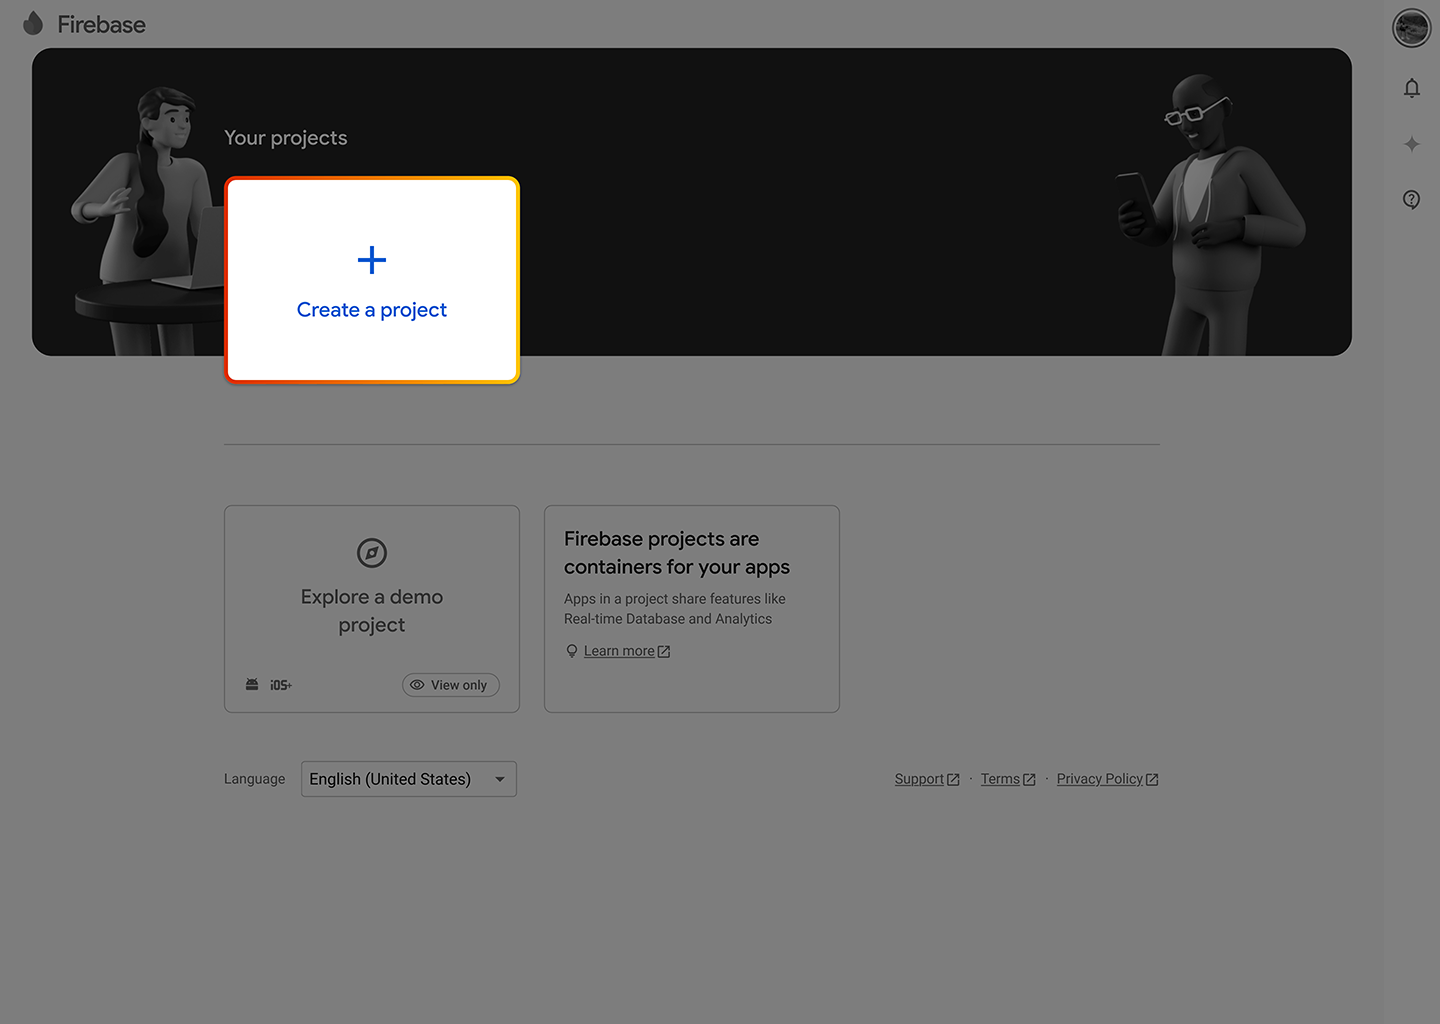 Firebase
Your projects
Create a project
Explore a demo
project
iOS+
View only
Firebase projects are
containers for your apps
Apps in a project share features like
Real-time Database and Analytics
Learn more
Language
English (United States)
Support · Terms · Privacy Policy